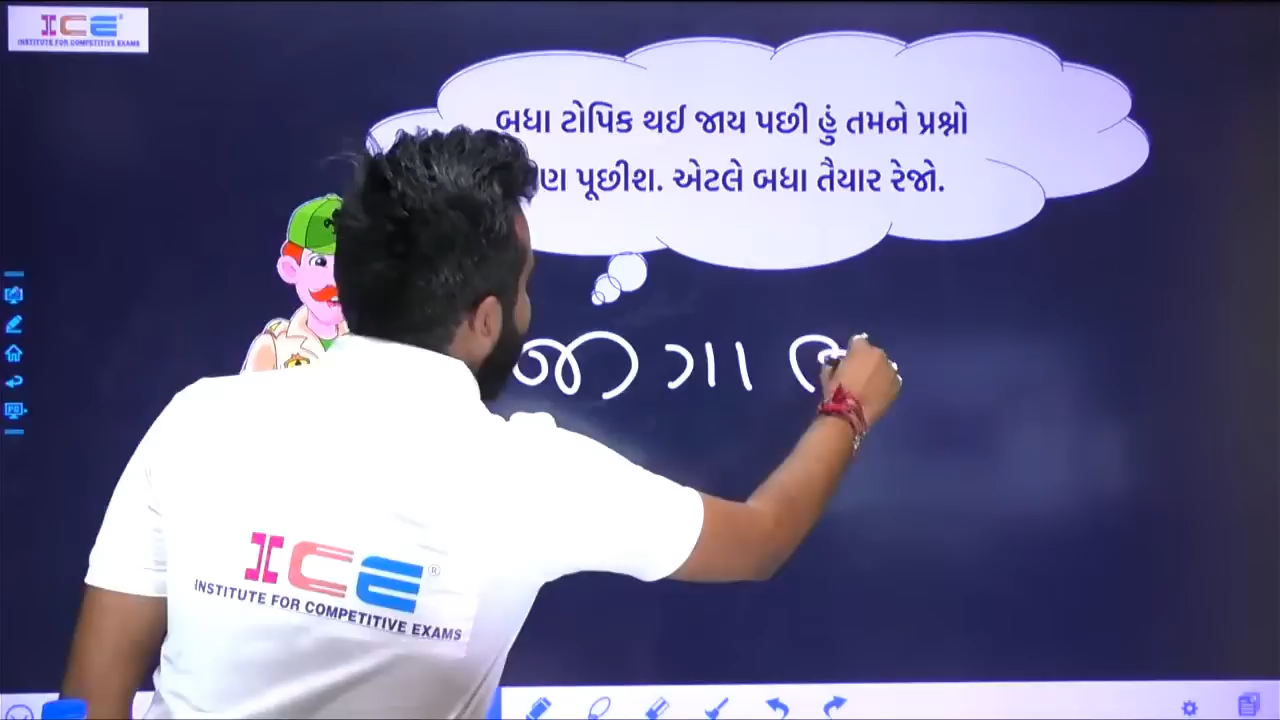 ICE
INSTITUTE FOR COMPETITIVE EXAMS
બધા ટોપિક થઈ જાય પછી હું તમને પ્રશ્નો
પૂછીશ. એટલે બધા તૈયાર રેજો.
ICE®
INSTITUTE FOR COMPETITIVE EXAMS